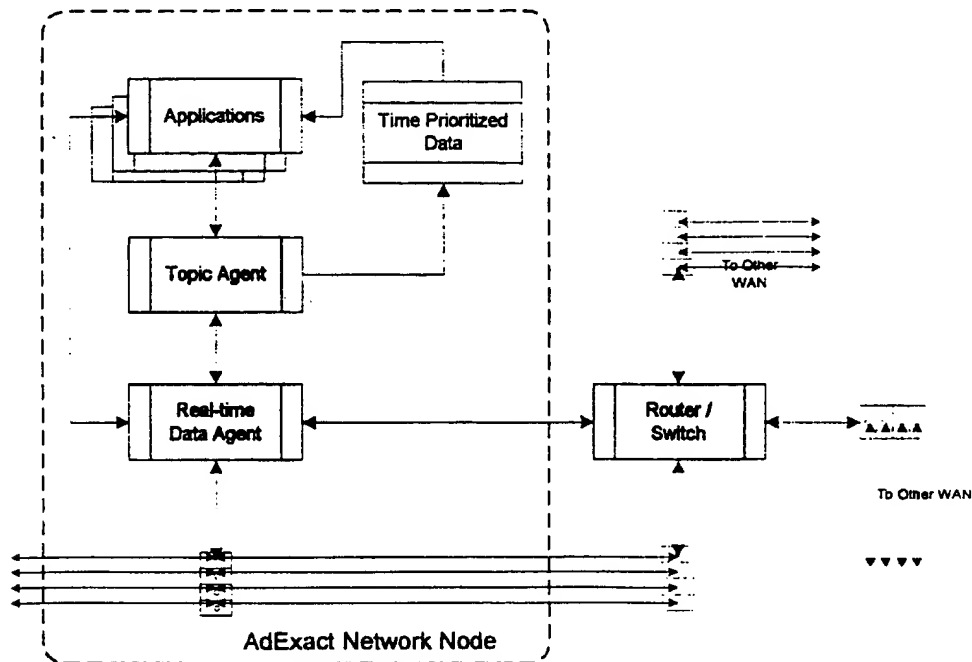 Applications
Time Prioritized
Data
Topic Agent
To Other
WAN
Real-time
Data Agent
Router /
Switch
To Other WAN
AdExact Network Node